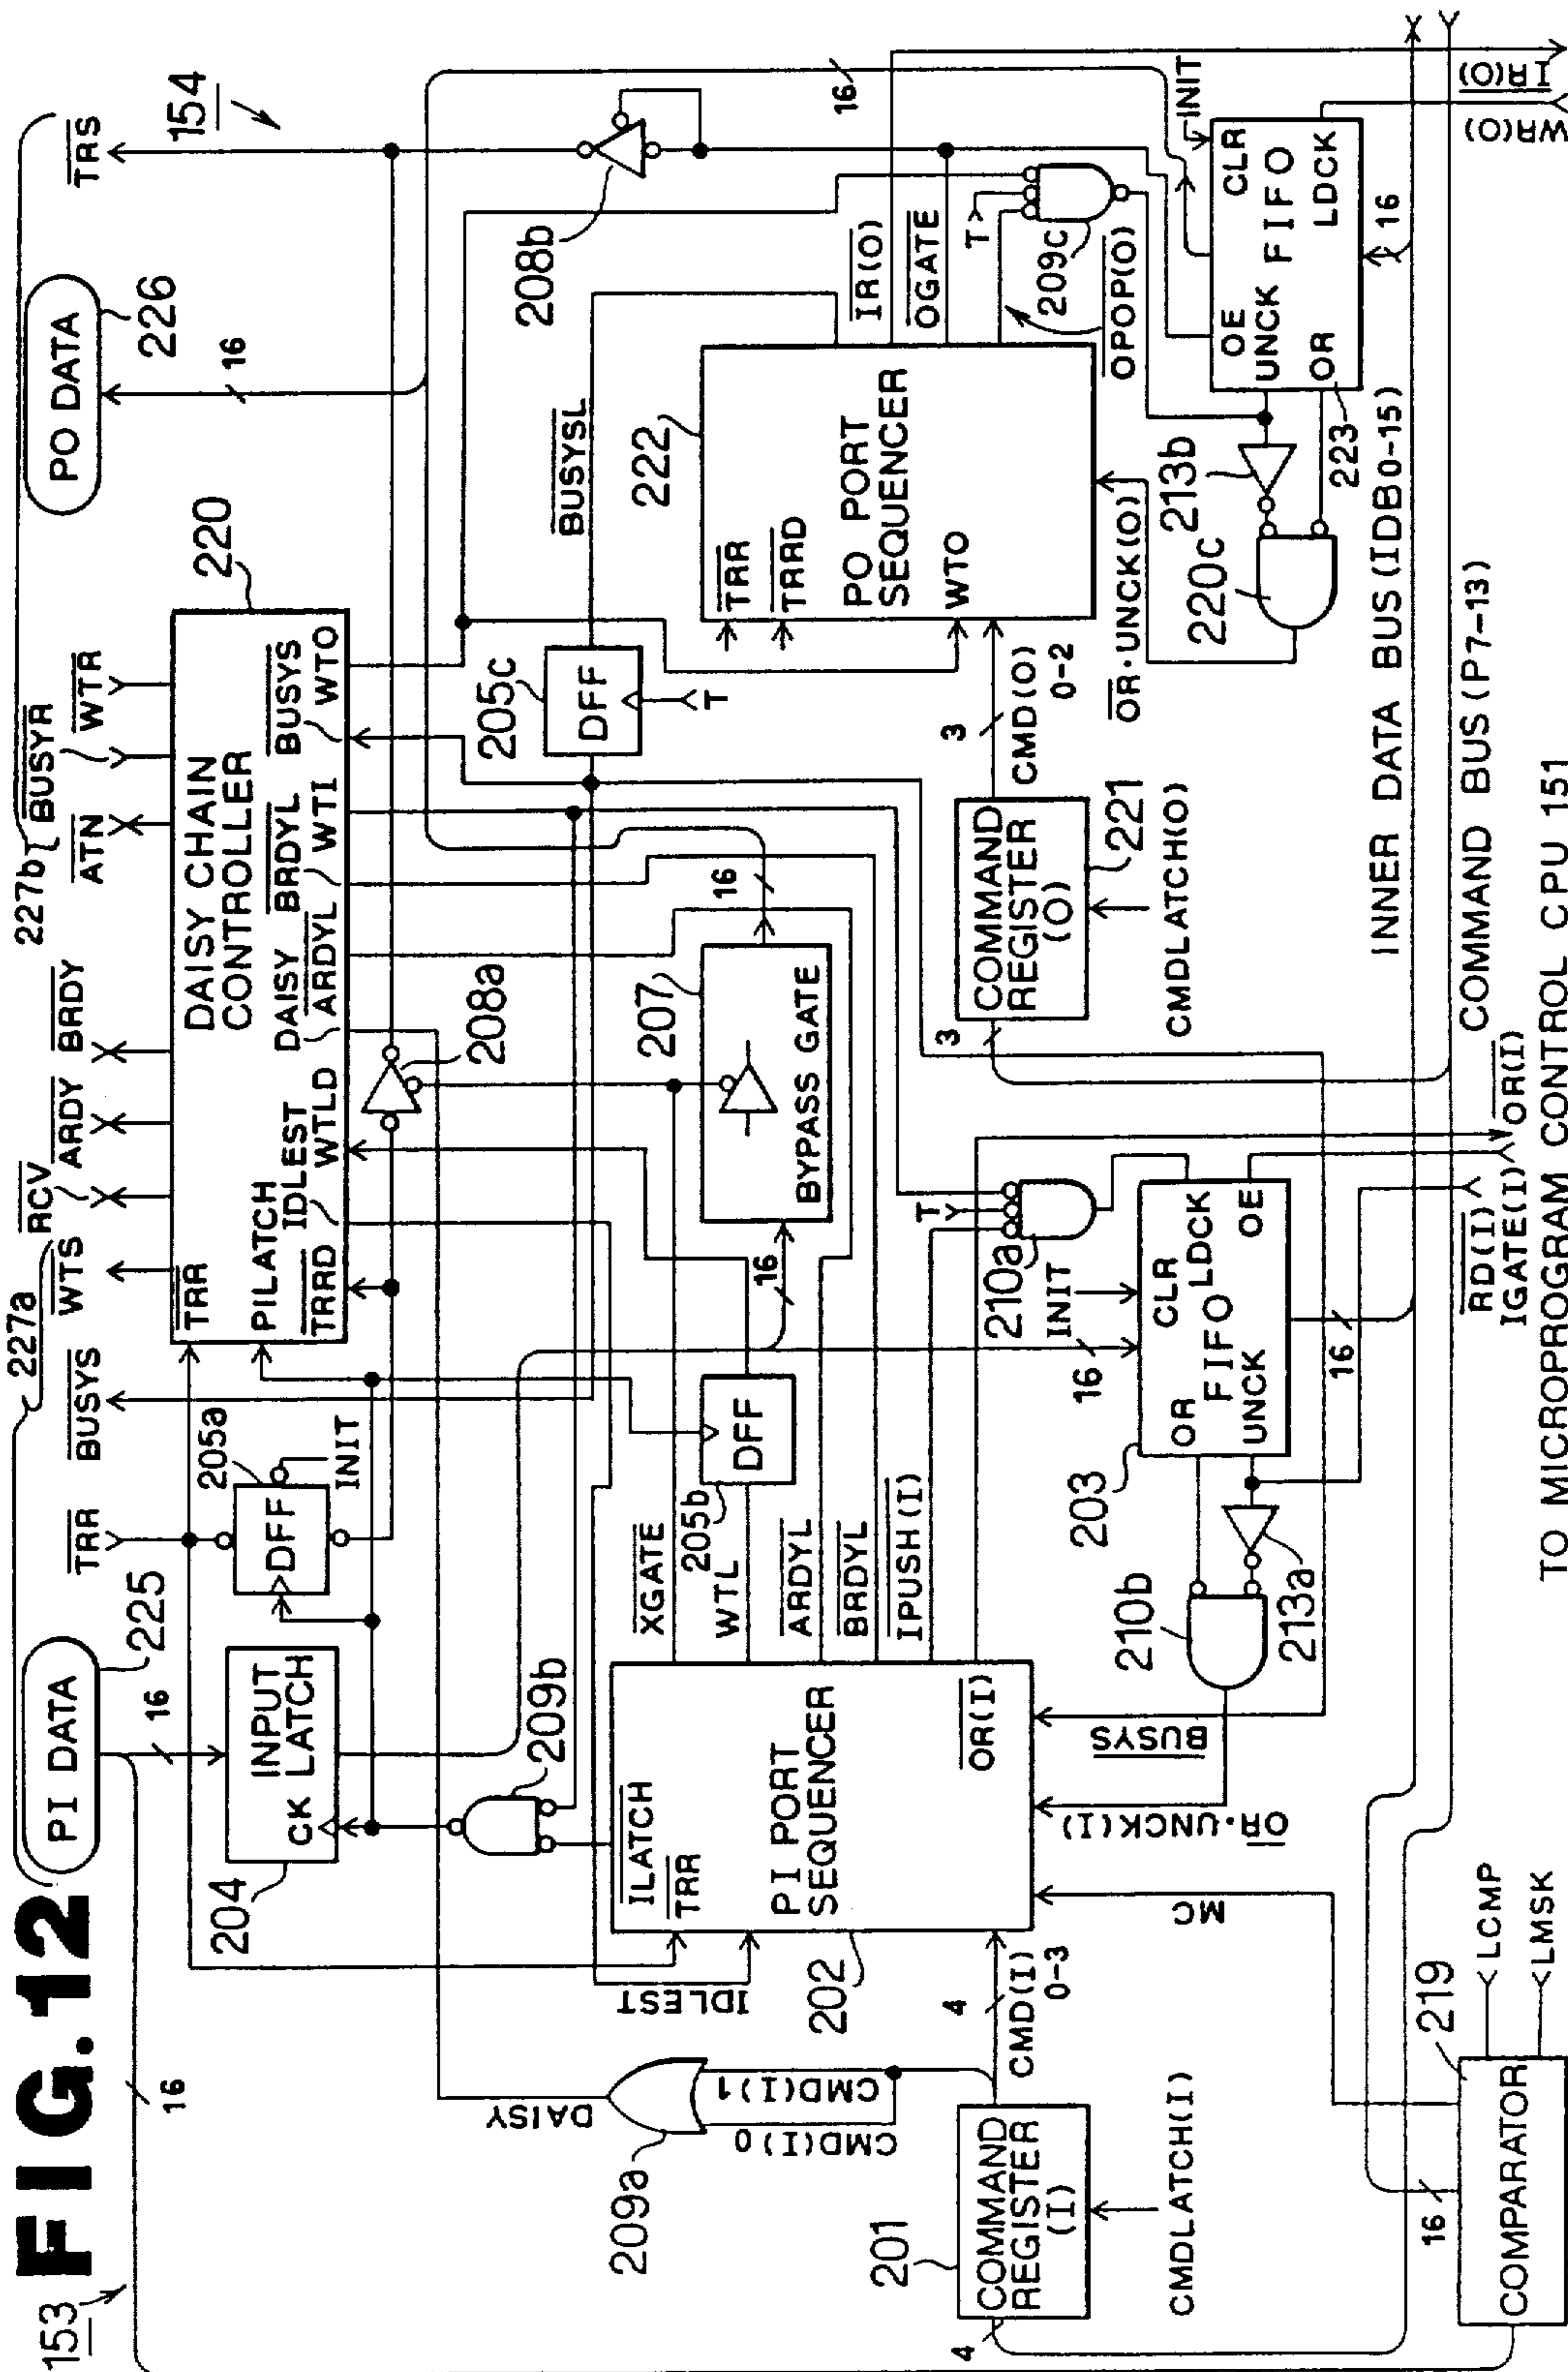 FIG.12
153
227a
227b
154
PI DATA
225
TRR
BUSYS
WTS
RCV
ARDY
BRDY
ATN
BUSYR
WTR
PO DATA
226
TRS
16
16
16
204
INPUT
LATCH
CK
205a
DFF
INIT
220
DAISY CHAIN
CONTROLLER
TRR
PILATCH
TRRD
IDLEST
WTLD
DAISY
ARDYL
BRDYL
WTI
BUSYS
WTO
208a
208b
209b
205c
DFF
T
BUSYSL
16
DAISY
209a
CMD(I)0
CMD(I)1
IDLEST
ILATCH
TRR
PI PORT
SEQUENCER
202
OR(I)
XGATE
WTL
ARDYL
BRDYL
IPUSH(I)
205b
DFF
207
BYPASS GATE
16
16
222
TRR
TRRD
PO PORT
SEQUENCER
WTO
IR(O)
OGATE
OPOP(O)
T
209c
201
COMMAND
REGISTER
(I)
4
4
CMD(I)
0-3
CMDLATCH(I)
MC
OR·UNCK(I)
BUSYS
210b
213a
203
OR
CLR
FIFO
UNCK
LDCK
OE
16
INIT
T
210a
16
3
COMMAND
REGISTER
(O)
221
CMDLATCH(O)
3
CMD(O)
0-2
OR·UNCK(O)
220c
213b
223
OE
CLR
UNCK
FIFO
OR
LDCK
INIT
16
INNER DATA BUS(IDB0-15)
COMMAND BUS(P7-13)
219
COMPARATOR
16
LCMP
LMSK
RD(I)
IGATE(I)
OR(I)
WR(O)
IR(O)
TO MICROPROGRAM CONTROL CPU 151